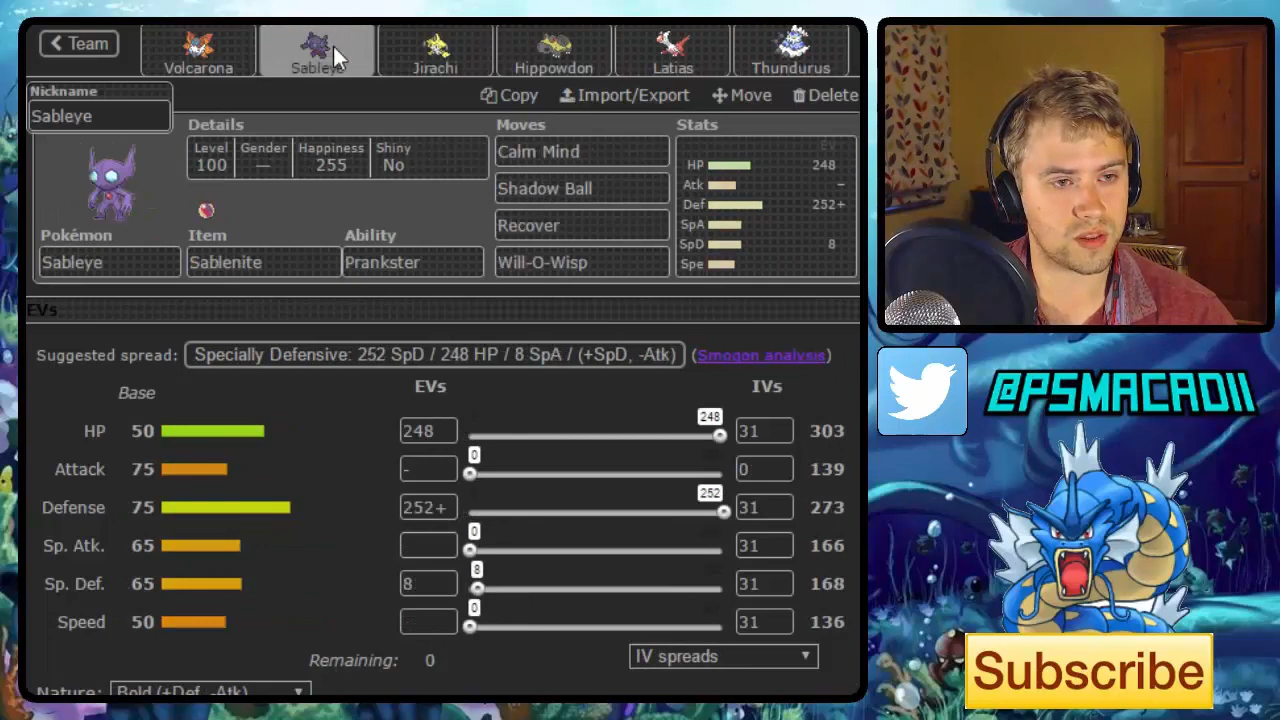 Team
Volcarona
Sableye
Jirachi
Hippowdon
Latias
Thundurus
Nickname
Sableye
Copy Import/Export Move Delete
Details
Level Gender Happiness Shiny
100 — 255 No
Pokémon Item Ability
Sableye Sablenite Prankster
Moves
Calm Mind
Shadow Ball
Recover
Will-O-Wisp
Stats
EV
HP 248
Atk –
Def 252+
SpA
SpD 8
Spe
EVs
Suggested spread: Specially Defensive: 252 SpD / 248 HP / 8 SpA / (+SpD, -Atk) (Smogon analysis)
Base EVs IVs
HP 50 248 248 31 303
Attack 75 - 0 0 139
Defense 75 252+ 252 31 273
Sp. Atk. 65 0 31 166
Sp. Def. 65 8 8 31 168
Speed 50 0 31 136
Remaining: 0
IV spreads
Nature: Bold (+Def, -Atk)
@PSMACADII
Subscribe